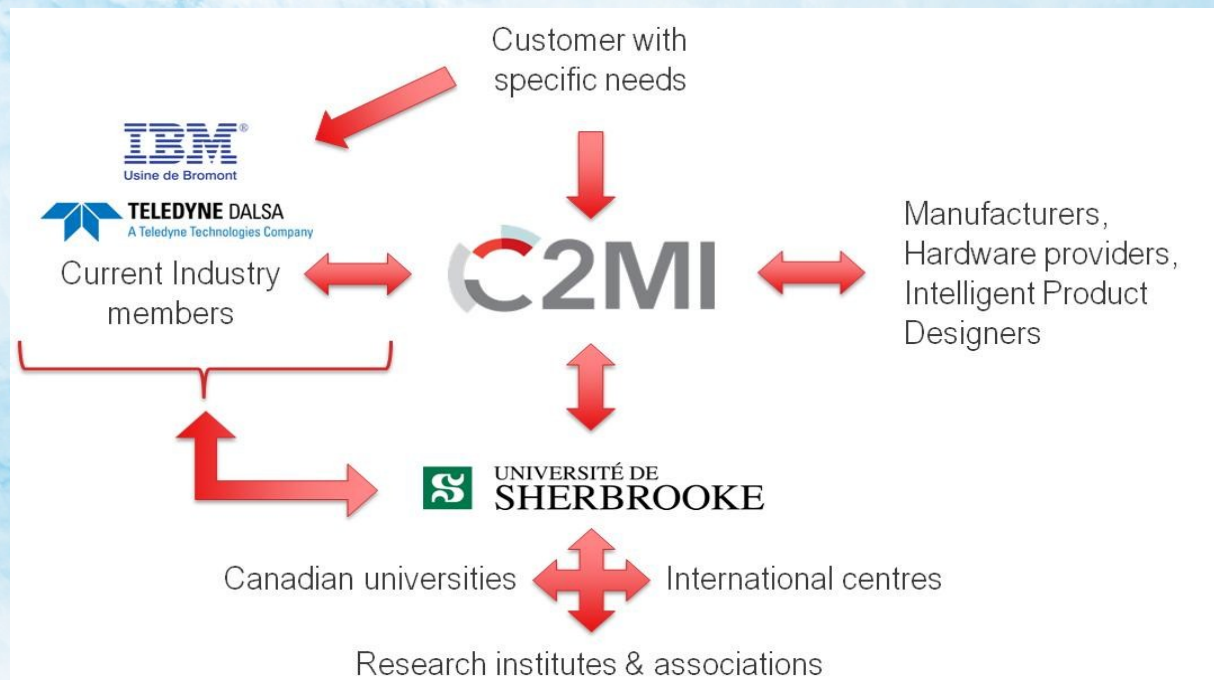 Customer with
specific needs
IBM®
Usine de Bromont
TELEDYNE DALSA
A Teledyne Technologies Company
Current Industry
members
C2MI
Manufacturers,
Hardware providers,
Intelligent Product
Designers
S UNIVERSITÉ DE
SHERBROOKE
Canadian universities
International centres
Research institutes & associations